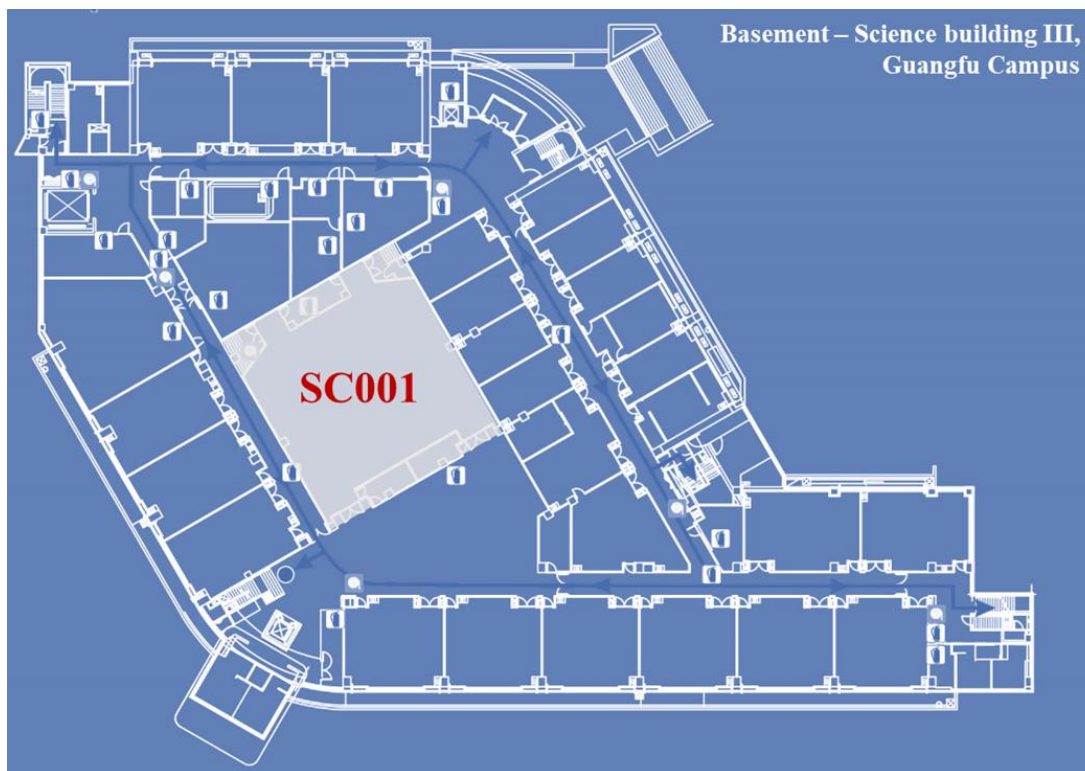 Basement – Science building III,
Guangfu Campus
SC001